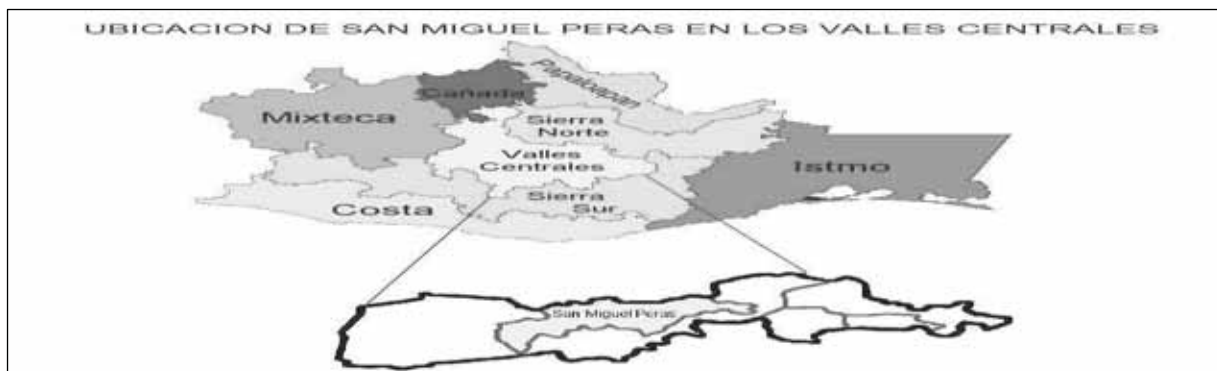 UBICACION DE SAN MIGUEL PERAS EN LOS VALLES CENTRALES
Papaloapan
Cañada
Mixteca
Sierra
Norte
Valles
Centrales
Istmo
Sierra
Sur
Costa
San Miguel Peras